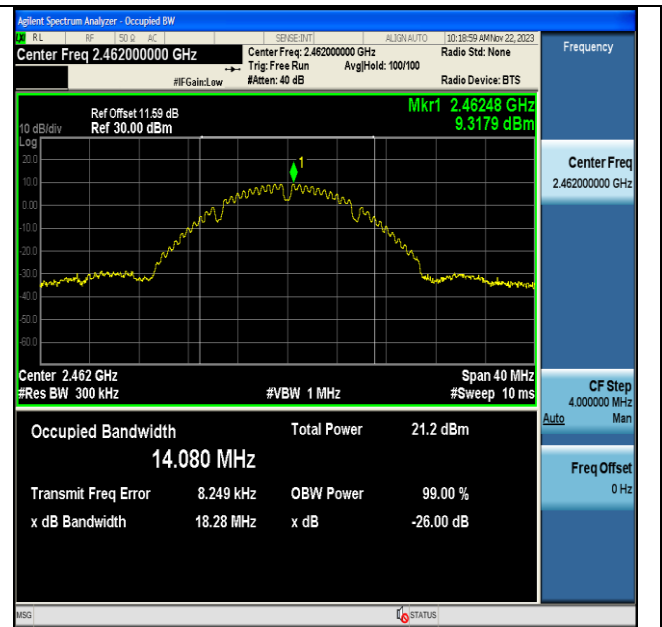 Agilent Spectrum Analyzer - Occupied BW
LXI RL RF 50 Ω AC SENSE:INT ALIGN AUTO 10:18:59 AM Nov 22, 2023
Center Freq 2.462000000 GHz Center Freq: 2.462000000 GHz Radio Std: None
Trig: Free Run Avg|Hold: 100/100
#IFGain:Low #Atten: 40 dB Radio Device: BTS
Ref Offset 11.59 dB Mkr1 2.46248 GHz
10 dB/div Ref 30.00 dBm 9.3179 dBm
Log
20.0
10.0
0.00
-10.0
-20.0
-30.0
-40.0
-50.0
-60.0
1
Center 2.462 GHz Span 40 MHz
#Res BW 300 kHz #VBW 1 MHz #Sweep 10 ms
Occupied Bandwidth Total Power 21.2 dBm
14.080 MHz
Transmit Freq Error 8.249 kHz OBW Power 99.00 %
x dB Bandwidth 18.28 MHz x dB -26.00 dB
Frequency
Center Freq
2.462000000 GHz
CF Step
4.000000 MHz
Auto Man
Freq Offset
0 Hz
MSG STATUS